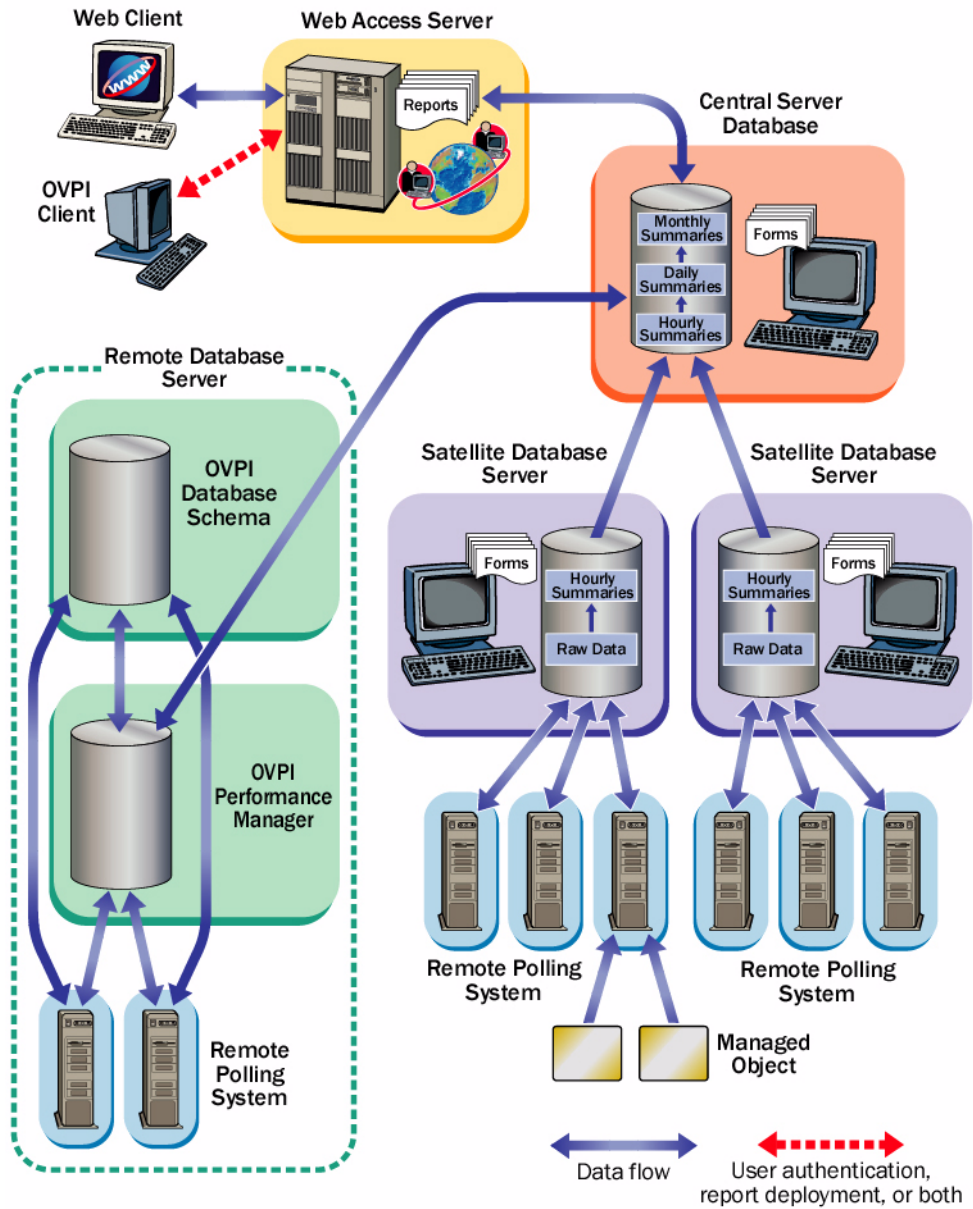 Web Client
Web Access Server
WWW
Reports
OVPI
Client
Central Server
Database
Monthly
Summaries
Daily
Summaries
Hourly
Summaries
Forms
Remote Database
Server
OVPI
Database
Schema
OVPI
Performance
Manager
Remote
Polling
System
Satellite Database
Server
Forms
Hourly
Summaries
Raw Data
Satellite Database
Server
Hourly
Summaries
Raw Data
Forms
Remote Polling
System
Remote Polling
System
Managed
Object
Data flow
User authentication,
report deployment, or both